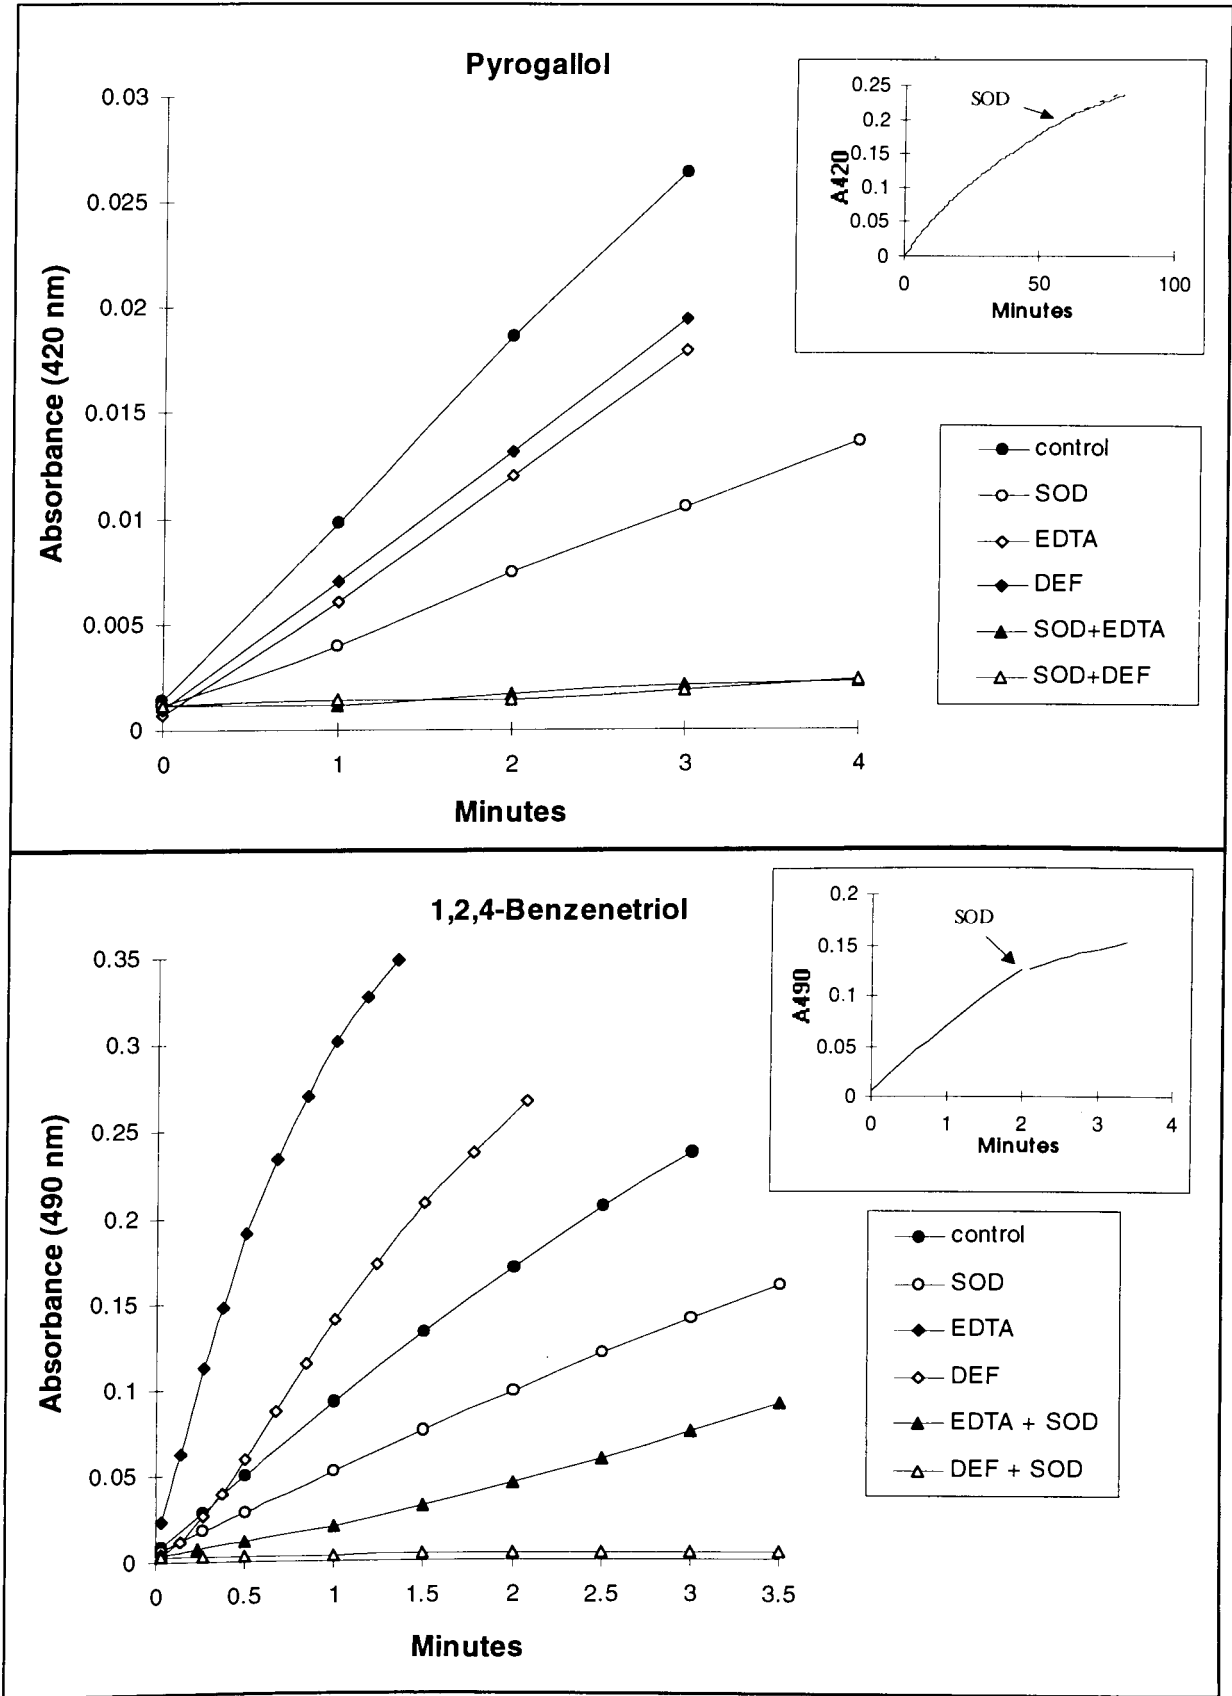 Pyrogallol
0.03
0.025
0.02
0.015
0.01
0.005
0
Absorbance (420 nm)
0 1 2 3 4
Minutes
SOD
0.25
0.2
0.15
0.1
0.05
0
A420
0 50 100
Minutes
control
SOD
EDTA
DEF
SOD+EDTA
SOD+DEF
1,2,4-Benzenetriol
0.35
0.3
0.25
0.2
0.15
0.1
0.05
0
Absorbance (490 nm)
0 0.5 1 1.5 2 2.5 3 3.5
Minutes
SOD
0.2
0.15
0.1
0.05
0
A490
0 1 2 3 4
Minutes
control
SOD
EDTA
DEF
EDTA + SOD
DEF + SOD